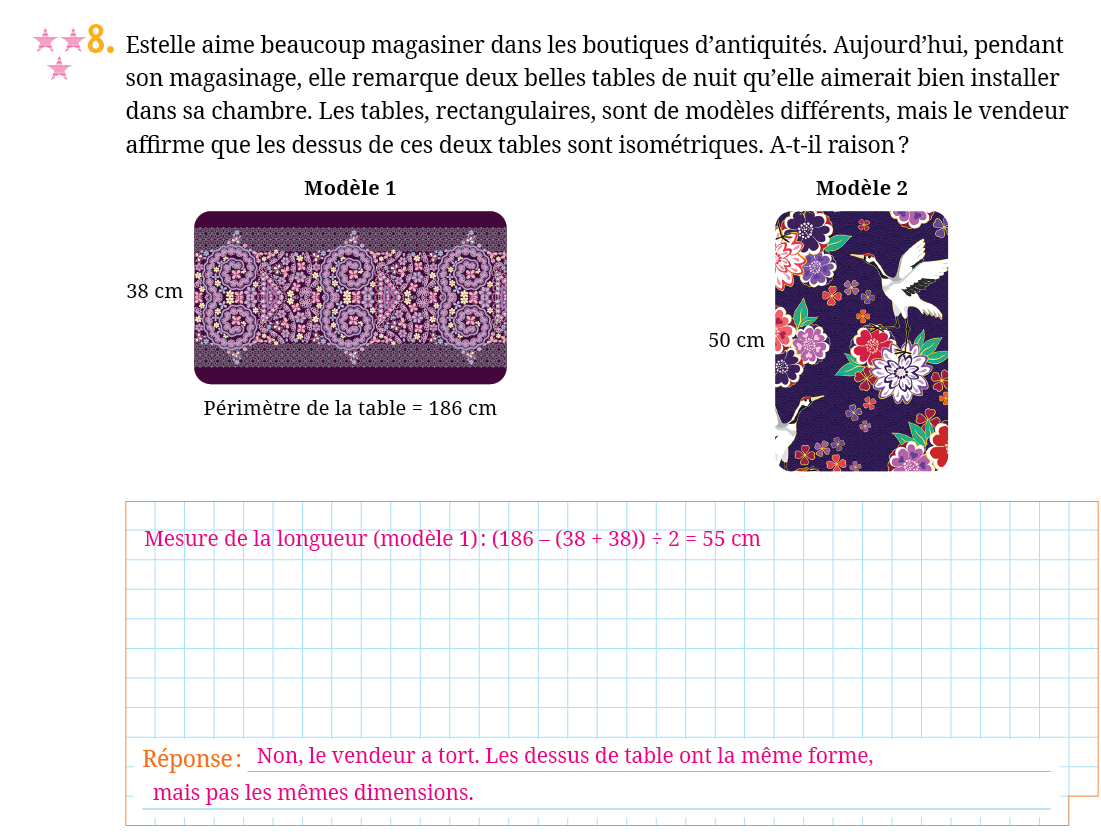 8. Estelle aime beaucoup magasiner dans les boutiques d’antiquités. Aujourd’hui, pendant
son magasinage, elle remarque deux belles tables de nuit qu’elle aimerait bien installer
dans sa chambre. Les tables, rectangulaires, sont de modèles différents, mais le vendeur
affirme que les dessus de ces deux tables sont isométriques. A-t-il raison ?
Modèle 1
38 cm
Périmètre de la table = 186 cm
Modèle 2
50 cm
Mesure de la longueur (modèle 1) : (186 – (38 + 38)) ÷ 2 = 55 cm
Réponse : Non, le vendeur a tort. Les dessus de table ont la même forme,
mais pas les mêmes dimensions.